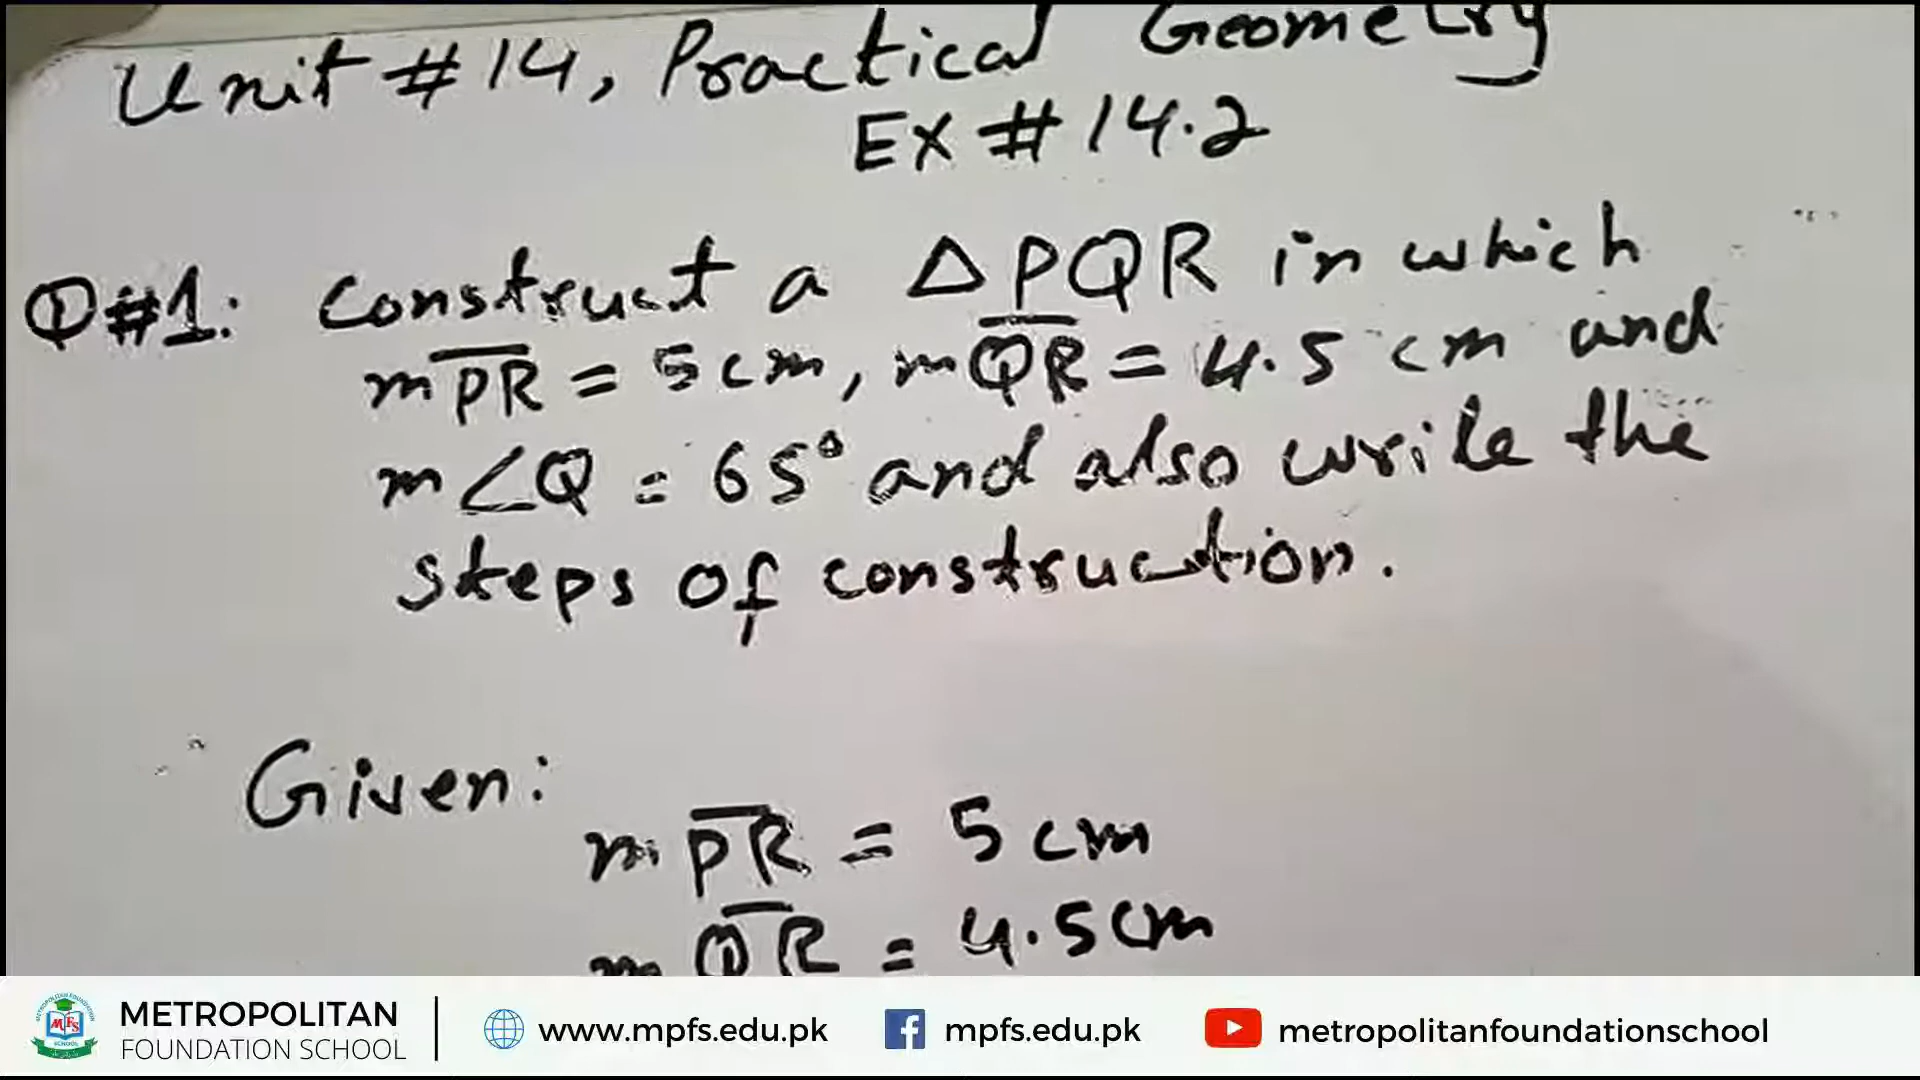 Unit # 14, Practical Geometry
EX # 14.2
Q#1: Construct a △PQR in which
mPR = 5cm, mQR = 4.5 cm and
m∠Q = 65° and also write the
steps of construction.
Given:
mPR = 5cm
mQR = 4.5cm
METROPOLITAN
FOUNDATION SCHOOL
www.mpfs.edu.pk
mpfs.edu.pk
metropolitanfoundationschool